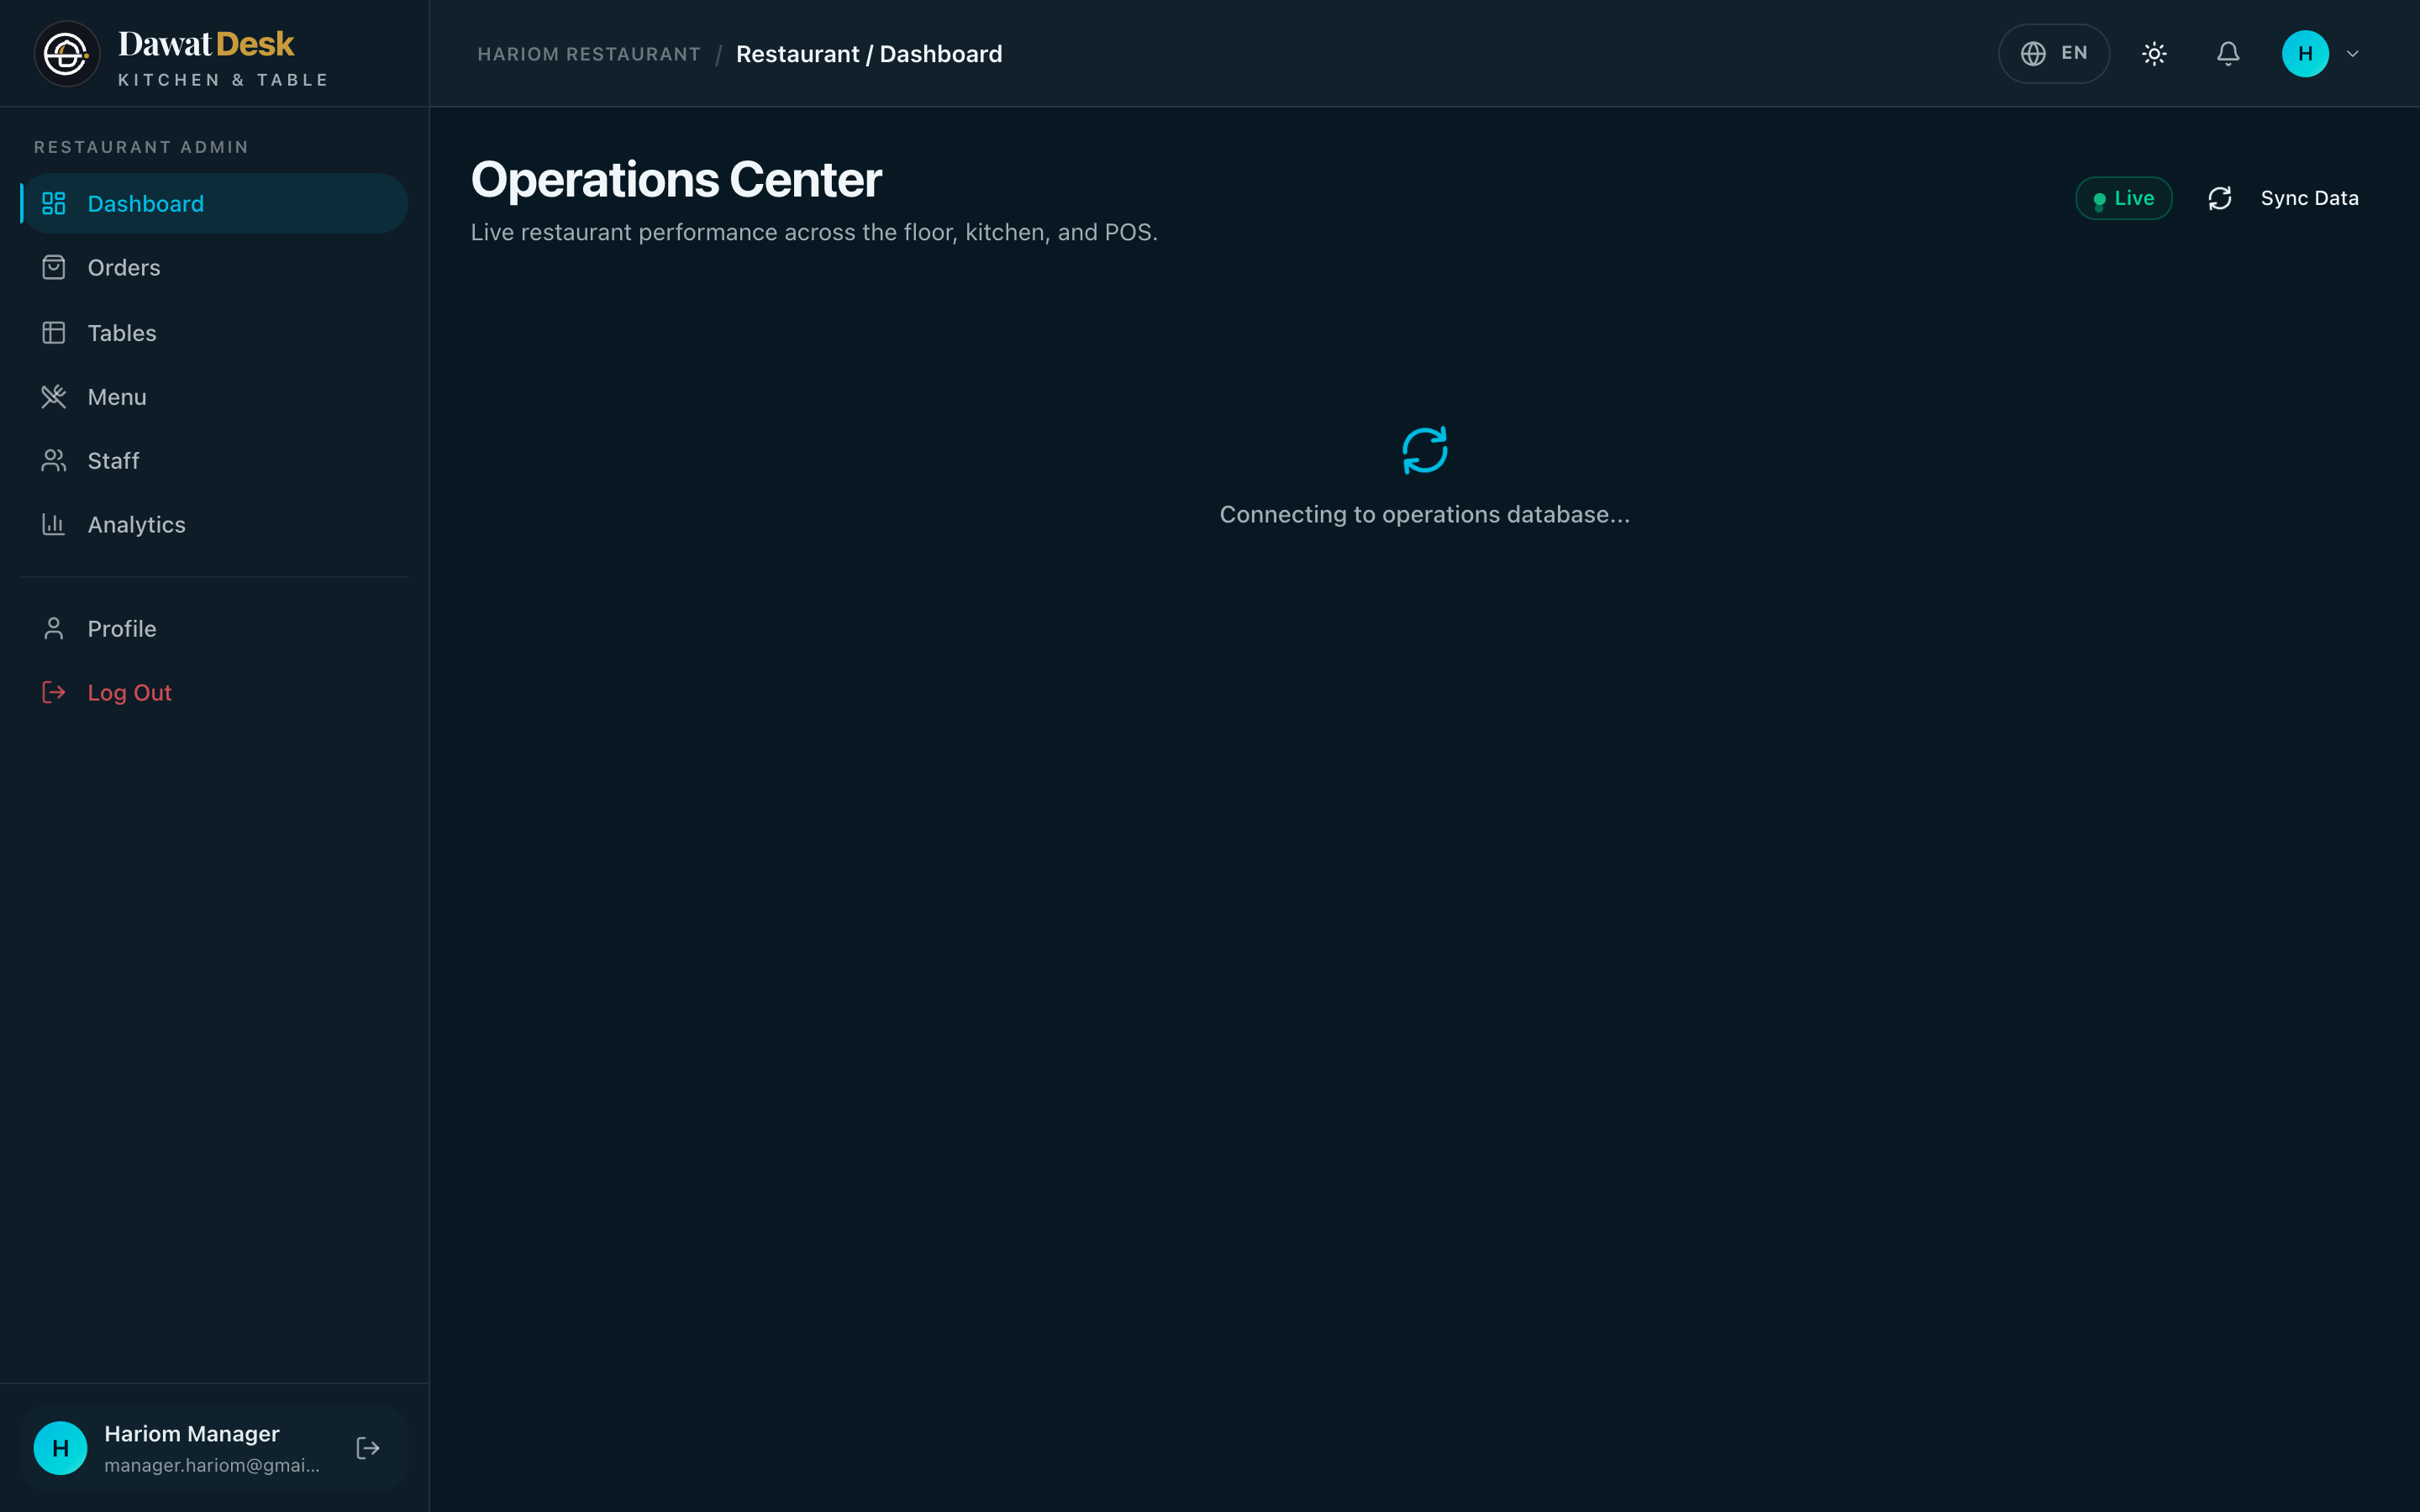 DawatDesk
KITCHEN & TABLE
HARIOM RESTAURANT / Restaurant / Dashboard
EN
H
RESTAURANT ADMIN
Dashboard
Orders
Tables
Menu
Staff
Analytics
Profile
Log Out
Operations Center
Live restaurant performance across the floor, kitchen, and POS.
Live
Sync Data
Connecting to operations database...
H
Hariom Manager
manager.hariom@gmai...